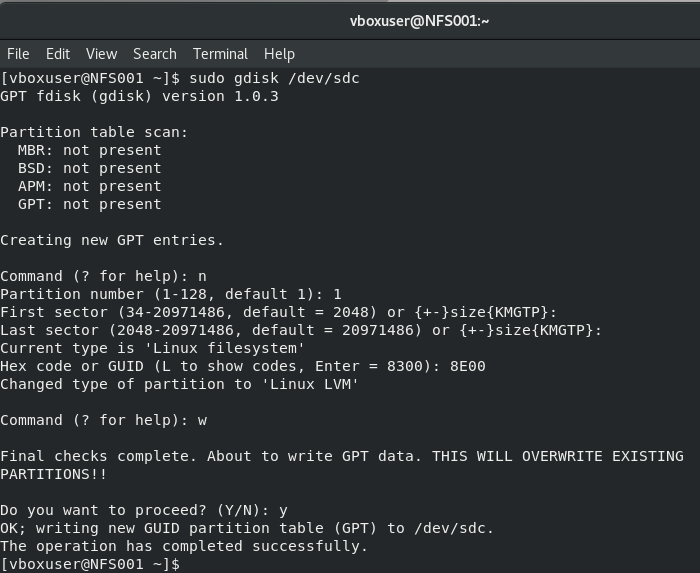 vboxuser@NFS001:~
File Edit View Search Terminal Help
[vboxuser@NFS001 ~]$ sudo gdisk /dev/sdc
GPT fdisk (gdisk) version 1.0.3
Partition table scan:
  MBR: not present
  BSD: not present
  APM: not present
  GPT: not present
Creating new GPT entries.
Command (? for help): n
Partition number (1-128, default 1): 1
First sector (34-20971486, default = 2048) or {+-}size{KMGTP}:
Last sector (2048-20971486, default = 20971486) or {+-}size{KMGTP}:
Current type is 'Linux filesystem'
Hex code or GUID (L to show codes, Enter = 8300): 8E00
Changed type of partition to 'Linux LVM'
Command (? for help): w
Final checks complete. About to write GPT data. THIS WILL OVERWRITE EXISTING
PARTITIONS!!
Do you want to proceed? (Y/N): y
OK; writing new GUID partition table (GPT) to /dev/sdc.
The operation has completed successfully.
[vboxuser@NFS001 ~]$